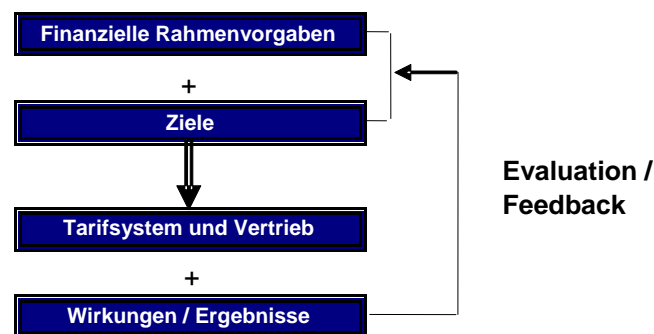 Finanzielle Rahmenvorgaben
+
Ziele
Tarifsystem und Vertrieb
+
Wirkungen / Ergebnisse
Evaluation /
Feedback